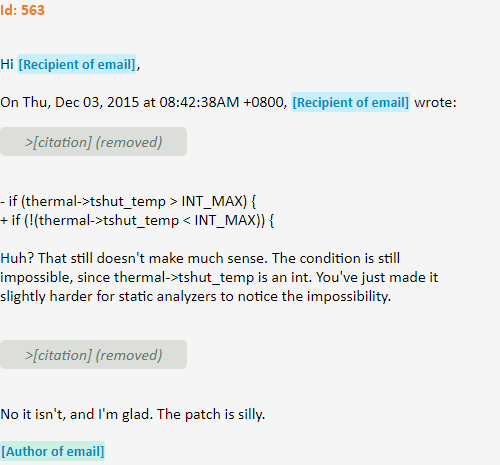 Id: 563
Hi [Recipient of email],
On Thu, Dec 03, 2015 at 08:42:38AM +0800, [Recipient of email] wrote:
>[citation] (removed)
- if (thermal->tshut_temp > INT_MAX) {
+ if (!(thermal->tshut_temp < INT_MAX)) {
Huh? That still doesn't make much sense. The condition is still
impossible, since thermal->tshut_temp is an int. You've just made it
slightly harder for static analyzers to notice the impossibility.
>[citation] (removed)
No it isn't, and I'm glad. The patch is silly.
[Author of email]